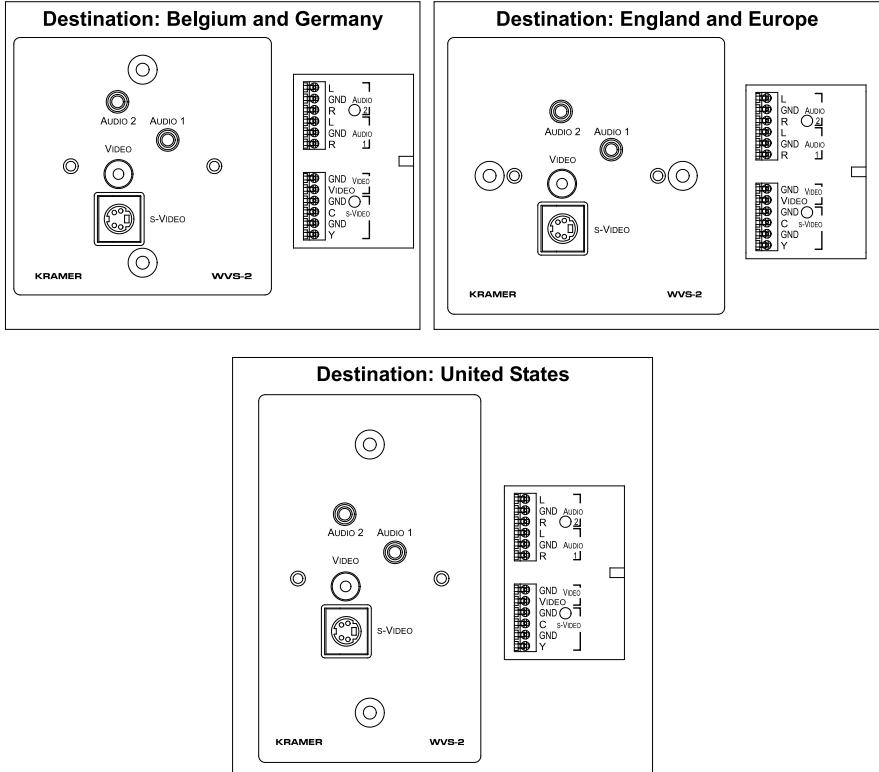 Destination: Belgium and Germany
AUDIO 2 AUDIO 1
VIDEO
S-VIDEO
KRAMER WVS-2
L
GND AUDIO
R 2
L
GND AUDIO
R 1
GND VIDEO
VIDEO
GND
C S-VIDEO
GND
Y
Destination: England and Europe
AUDIO 2 AUDIO 1
VIDEO
S-VIDEO
KRAMER WVS-2
L
GND AUDIO
R 2
L
GND AUDIO
R 1
GND VIDEO
VIDEO
GND
C S-VIDEO
GND
Y
Destination: United States
AUDIO 2 AUDIO 1
VIDEO
S-VIDEO
KRAMER WVS-2
L
GND AUDIO
R 2
L
GND AUDIO
R 1
GND VIDEO
VIDEO
GND
C S-VIDEO
GND
Y